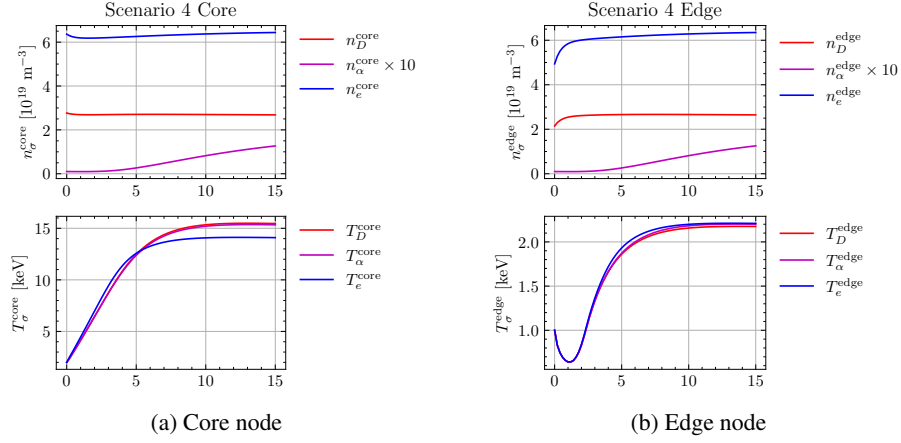 Scenario 4 Core
n_σ^core [10^19 m^−3]
6
4
2
0
0 5 10 15
n_D^core
n_α^core × 10
n_e^core
T_σ^core [keV]
15
10
5
0 5 10 15
T_D^core
T_α^core
T_e^core
(a) Core node
Scenario 4 Edge
n_σ^edge [10^19 m^−3]
6
4
2
0
0 5 10 15
n_D^edge
n_α^edge × 10
n_e^edge
T_σ^edge [keV]
2.0
1.5
1.0
0 5 10 15
T_D^edge
T_α^edge
T_e^edge
(b) Edge node